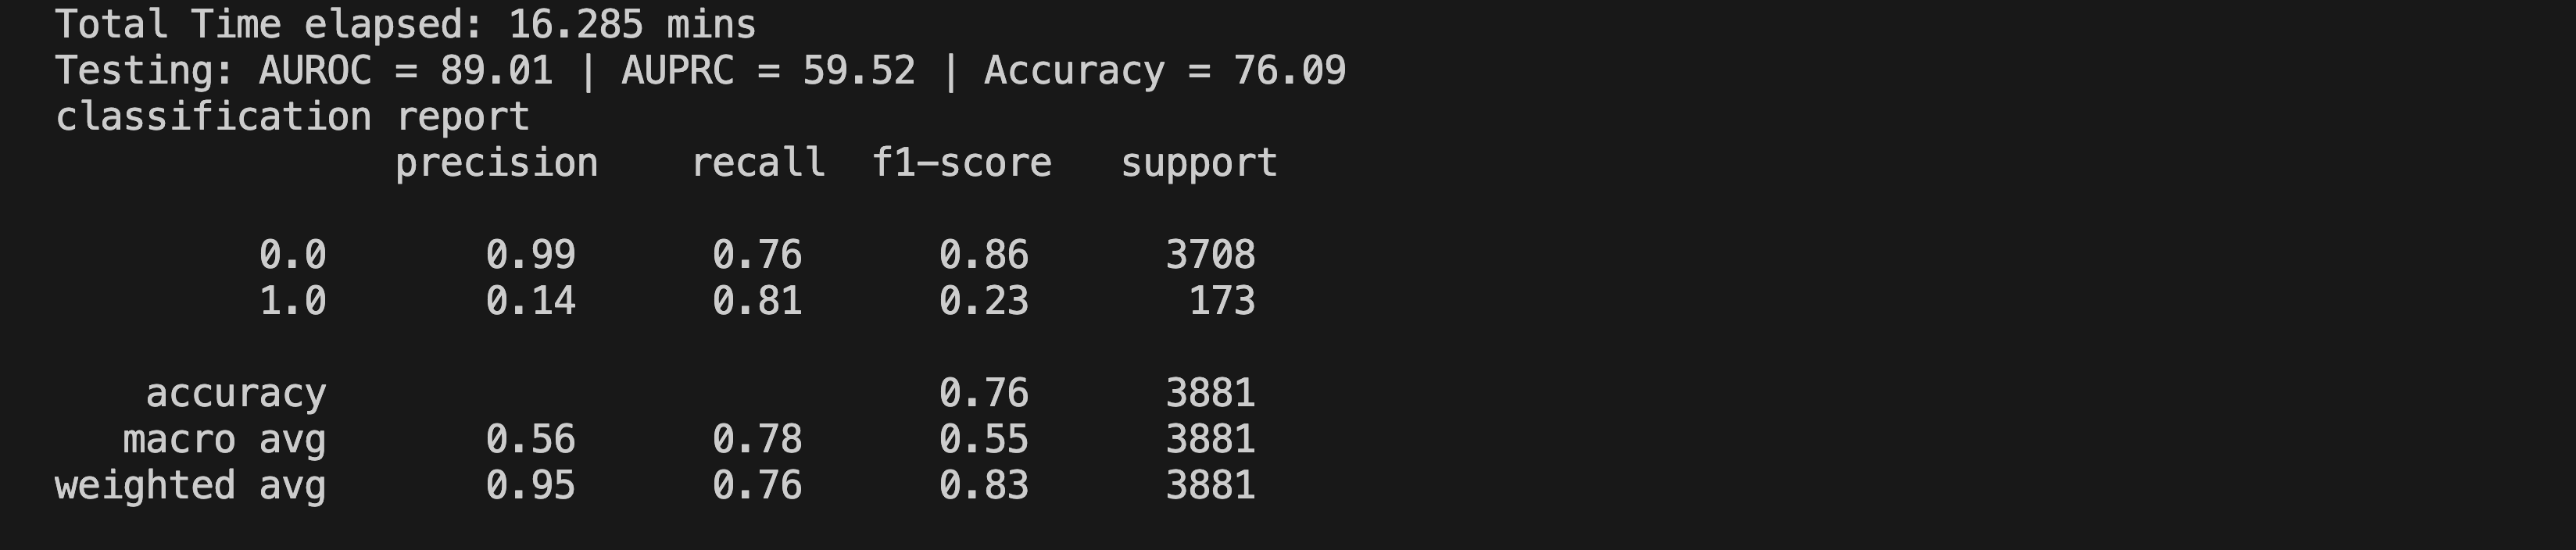 Total Time elapsed: 16.285 mins
Testing: AUROC = 89.01 | AUPRC = 59.52 | Accuracy = 76.09
classification report
              precision    recall  f1-score   support

         0.0       0.99      0.76      0.86      3708
         1.0       0.14      0.81      0.23       173

    accuracy                           0.76      3881
   macro avg       0.56      0.78      0.55      3881
weighted avg       0.95      0.76      0.83      3881